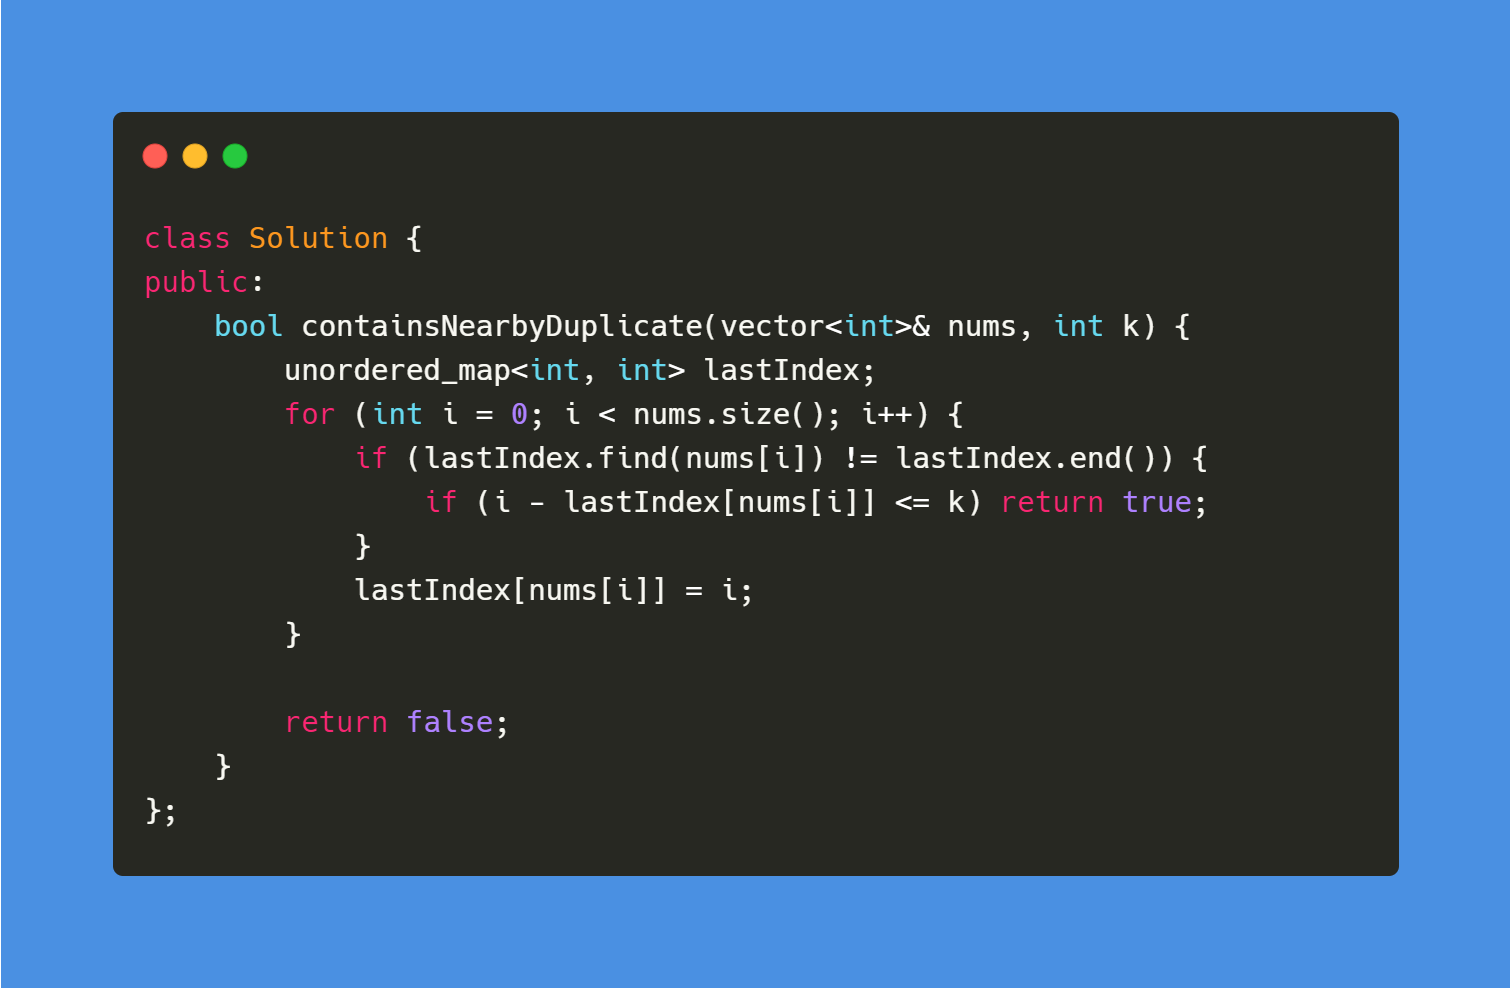 class Solution {
public:
    bool containsNearbyDuplicate(vector<int>& nums, int k) {
        unordered_map<int, int> lastIndex;
        for (int i = 0; i < nums.size(); i++) {
            if (lastIndex.find(nums[i]) != lastIndex.end()) {
                if (i - lastIndex[nums[i]] <= k) return true;
            }
            lastIndex[nums[i]] = i;
        }

        return false;
    }
};